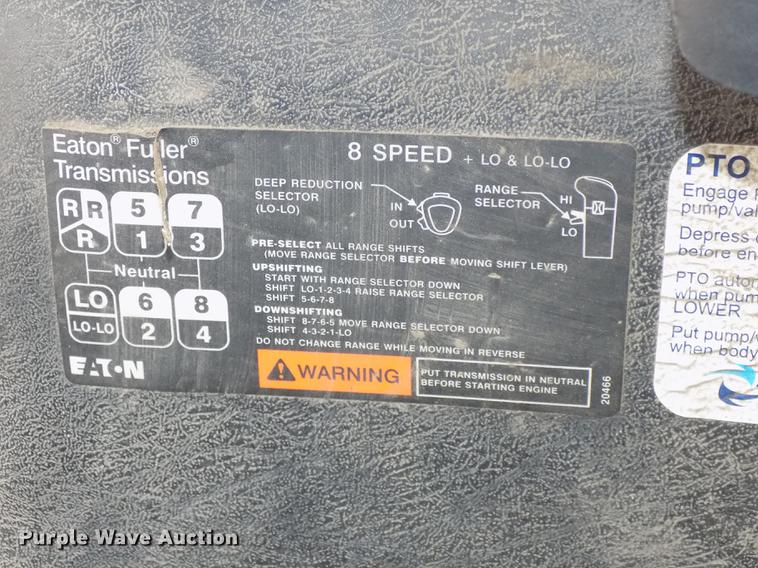 Eaton® Fuller®
Transmissions
8 SPEED + LO & LO-LO
R R 5 7
R 1 3
Neutral
LO 6 8
LO-LO 2 4
EATON
DEEP REDUCTION
SELECTOR
(LO-LO)
IN
OUT
RANGE
SELECTOR
HI
LO
PRE-SELECT ALL RANGE SHIFTS
(MOVE RANGE SELECTOR BEFORE MOVING SHIFT LEVER)
UPSHIFTING
START WITH RANGE SELECTOR DOWN
SHIFT LO-1-2-3-4 RAISE RANGE SELECTOR
SHIFT 5-6-7-8
DOWNSHIFTING
SHIFT 8-7-6-5 MOVE RANGE SELECTOR DOWN
SHIFT 4-3-2-1-LO
DO NOT CHANGE RANGE WHILE MOVING IN REVERSE
WARNING
PUT TRANSMISSION IN NEUTRAL
BEFORE STARTING ENGINE
20466
PTO
Engage
pump/val
Depress
before en
PTO autor
when pum
LOWER
Put pump/v
when body
Purple Wave Auction